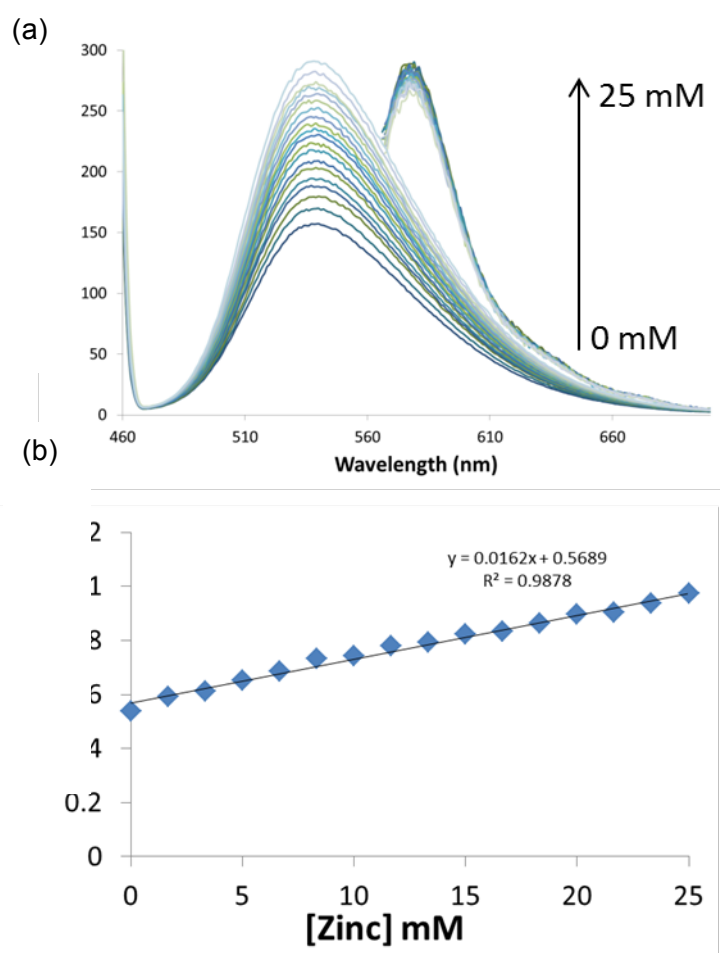 (a)
300
250
200
150
100
50
0
25 mM
0 mM
460 510 560 610 660
Wavelength (nm)
(b)
y = 0.0162x + 0.5689
R² = 0.9878
2
1
8
6
4
0.2
0
0 5 10 15 20 25
[Zinc] mM